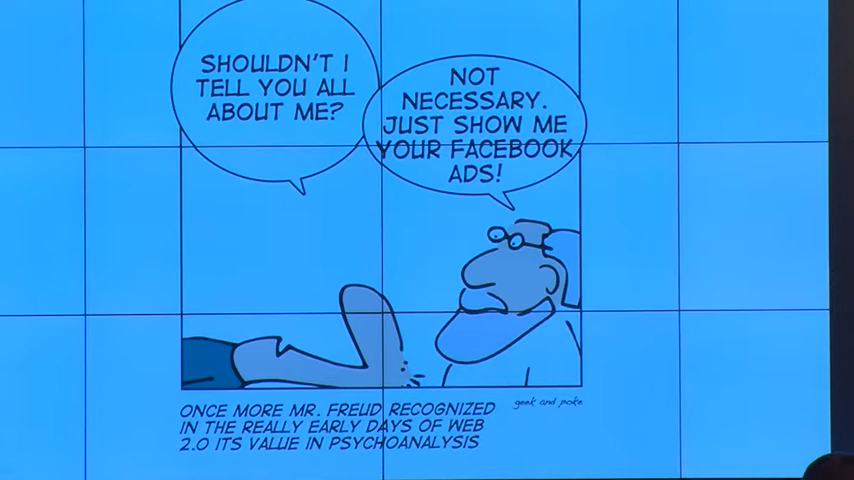 SHOULDN'T I
TELL YOU ALL
ABOUT ME?
NOT
NECESSARY.
JUST SHOW ME
YOUR FACEBOOK
ADS!
geek and poke
ONCE MORE MR. FREUD RECOGNIZED
IN THE REALLY EARLY DAYS OF WEB
2.0 ITS VALUE IN PSYCHOANALYSIS